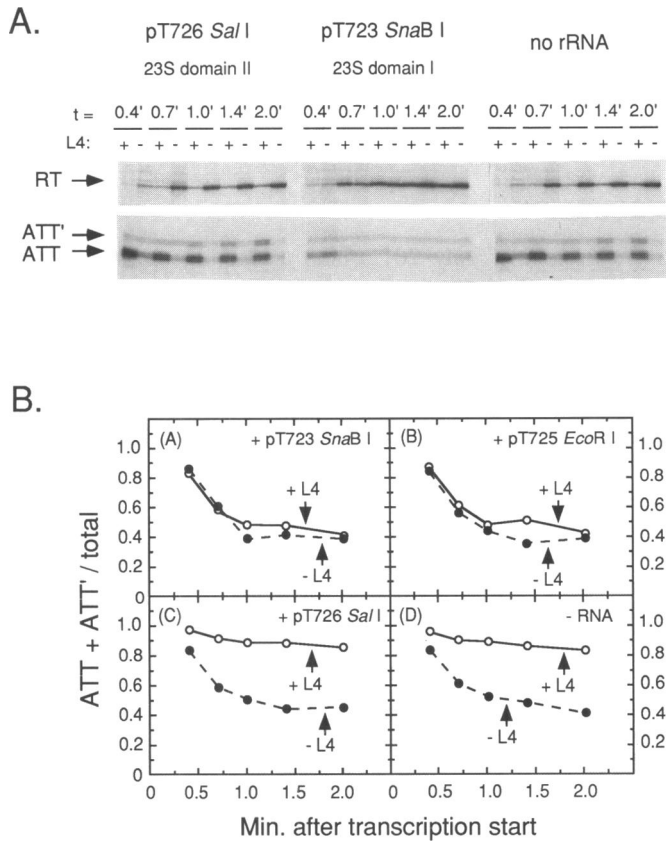 A.
pT726 Sal I pT723 SnaB I no rRNA
23S domain II 23S domain I
t = 0.4' 0.7' 1.0' 1.4' 2.0' 0.4' 0.7' 1.0' 1.4' 2.0' 0.4' 0.7' 1.0' 1.4' 2.0'
L4: + - + - + - + - + - + - + - + - + - + - + - + - + - + - + -
RT
ATT'
ATT
B.
ATT + ATT' / total
(A) + pT723 SnaB I
1.0
0.8
0.6
0.4
0.2
0
+ L4
- L4
(B) + pT725 EcoR I
1.0
0.8
0.6
0.4
0.2
+ L4
- L4
(C) + pT726 Sal I
1.0
0.8
0.6
0.4
0.2
0
+ L4
- L4
(D) - RNA
1.0
0.8
0.6
0.4
0.2
+ L4
- L4
0 0.5 1.0 1.5 2.0 0 0.5 1.0 1.5 2.0
Min. after transcription start